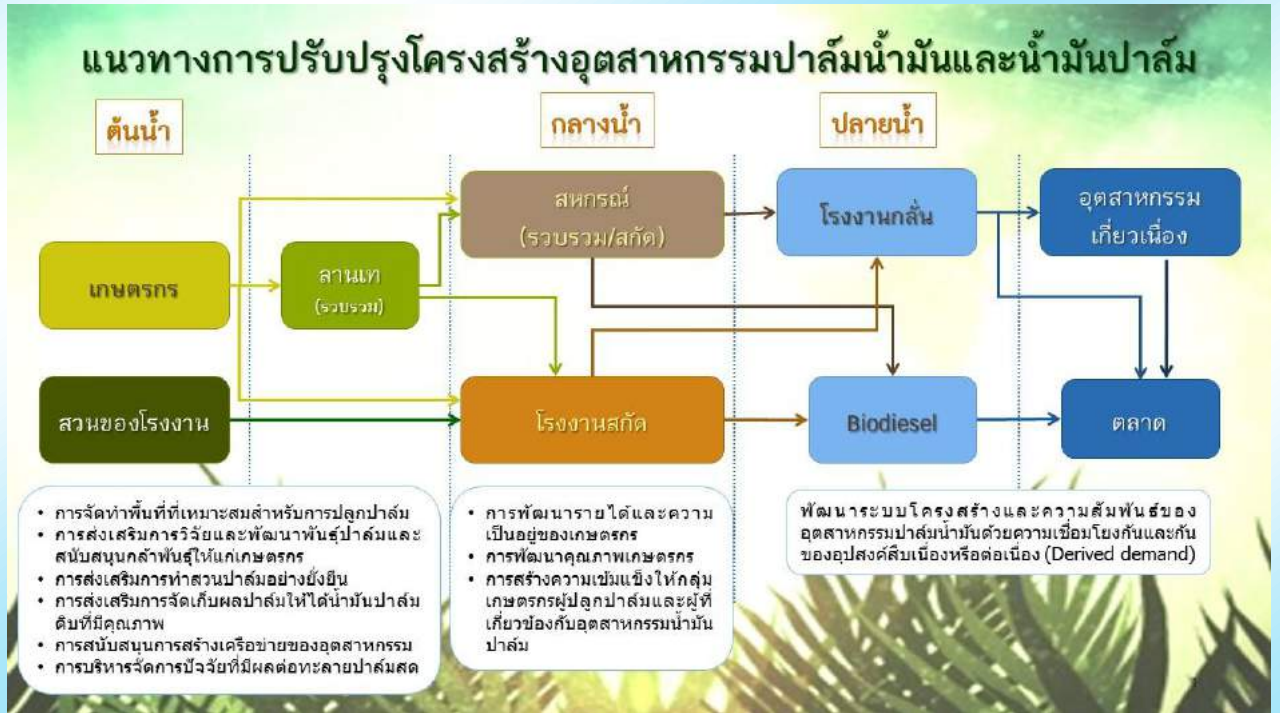 แนวทางการปรับปรุงโครงสร้างอุตสาหกรรมปาล์มน้ำมันและน้ำมันปาล์ม
ต้นน้ำ
กลางน้ำ
ปลายน้ำ
เกษตรกร
ลานเท
(รวบรวม)
สหกรณ์
(รวบรวม/สกัด)
โรงงานกลั่น
อุตสาหกรรม
เกี่ยวเนื่อง
สวนของโรงงาน
โรงงานสกัด
Biodiesel
ตลาด
• การจัดทำพื้นที่ที่เหมาะสมสำหรับการปลูกปาล์ม
• การส่งเสริมการวิจัยและพัฒนาพันธุ์ปาล์มและ
สนับสนุนกล้าพันธุ์ให้แก่เกษตรกร
• การส่งเสริมการทำสวนปาล์มอย่างยั่งยืน
• การส่งเสริมการจัดเก็บผลปาล์มให้ได้น้ำมันปาล์ม
ดิบที่มีคุณภาพ
• การสนับสนุนการสร้างเครือข่ายของอุตสาหกรรม
• การบริหารจัดการปัจจัยที่มีผลต่อทะลายปาล์มสด
• การพัฒนารายได้และความ
เป็นอยู่ของเกษตรกร
• การพัฒนาคุณภาพเกษตรกร
• การสร้างความเข้มแข็งให้กลุ่ม
เกษตรกรผู้ปลูกปาล์มและผู้ที่
เกี่ยวข้องกับอุตสาหกรรมน้ำมัน
ปาล์ม
พัฒนาระบบโครงสร้างและความสัมพันธ์ของ
อุตสาหกรรมปาล์มน้ำมันด้วยความเชื่อมโยงกันและกัน
ของอุปสงค์สืบเนื่องหรือต่อเนื่อง (Derived demand)